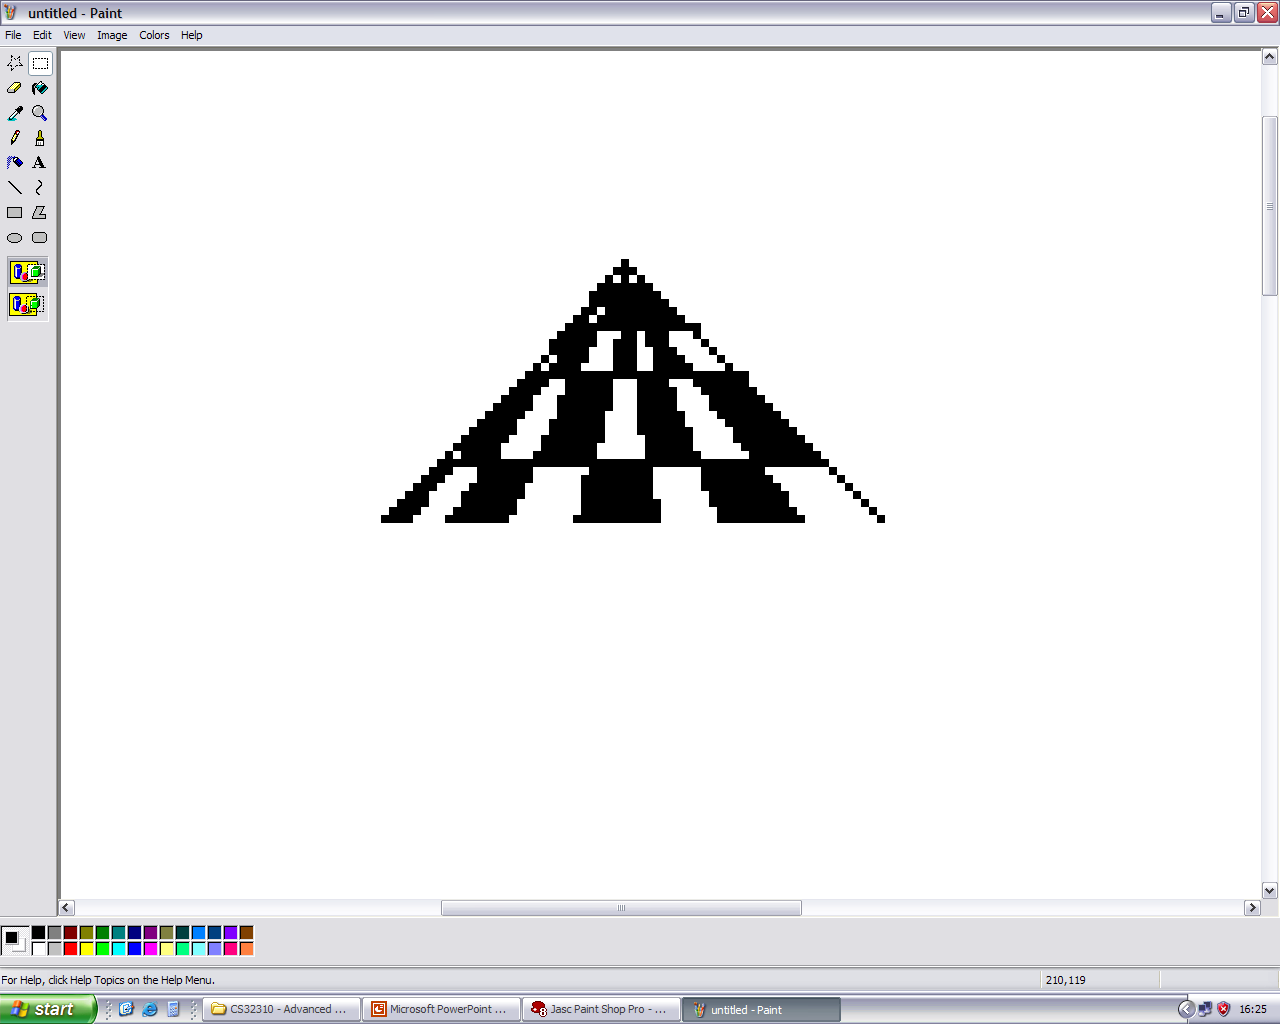 untitled - Paint
File Edit View Image Colors Help
A
For Help, click Help Topics on the Help Menu.
210,119
start
CS32310 - Advanced ...
Microsoft PowerPoint ...
8
Jasc Paint Shop Pro - ...
untitled - Paint
16:25